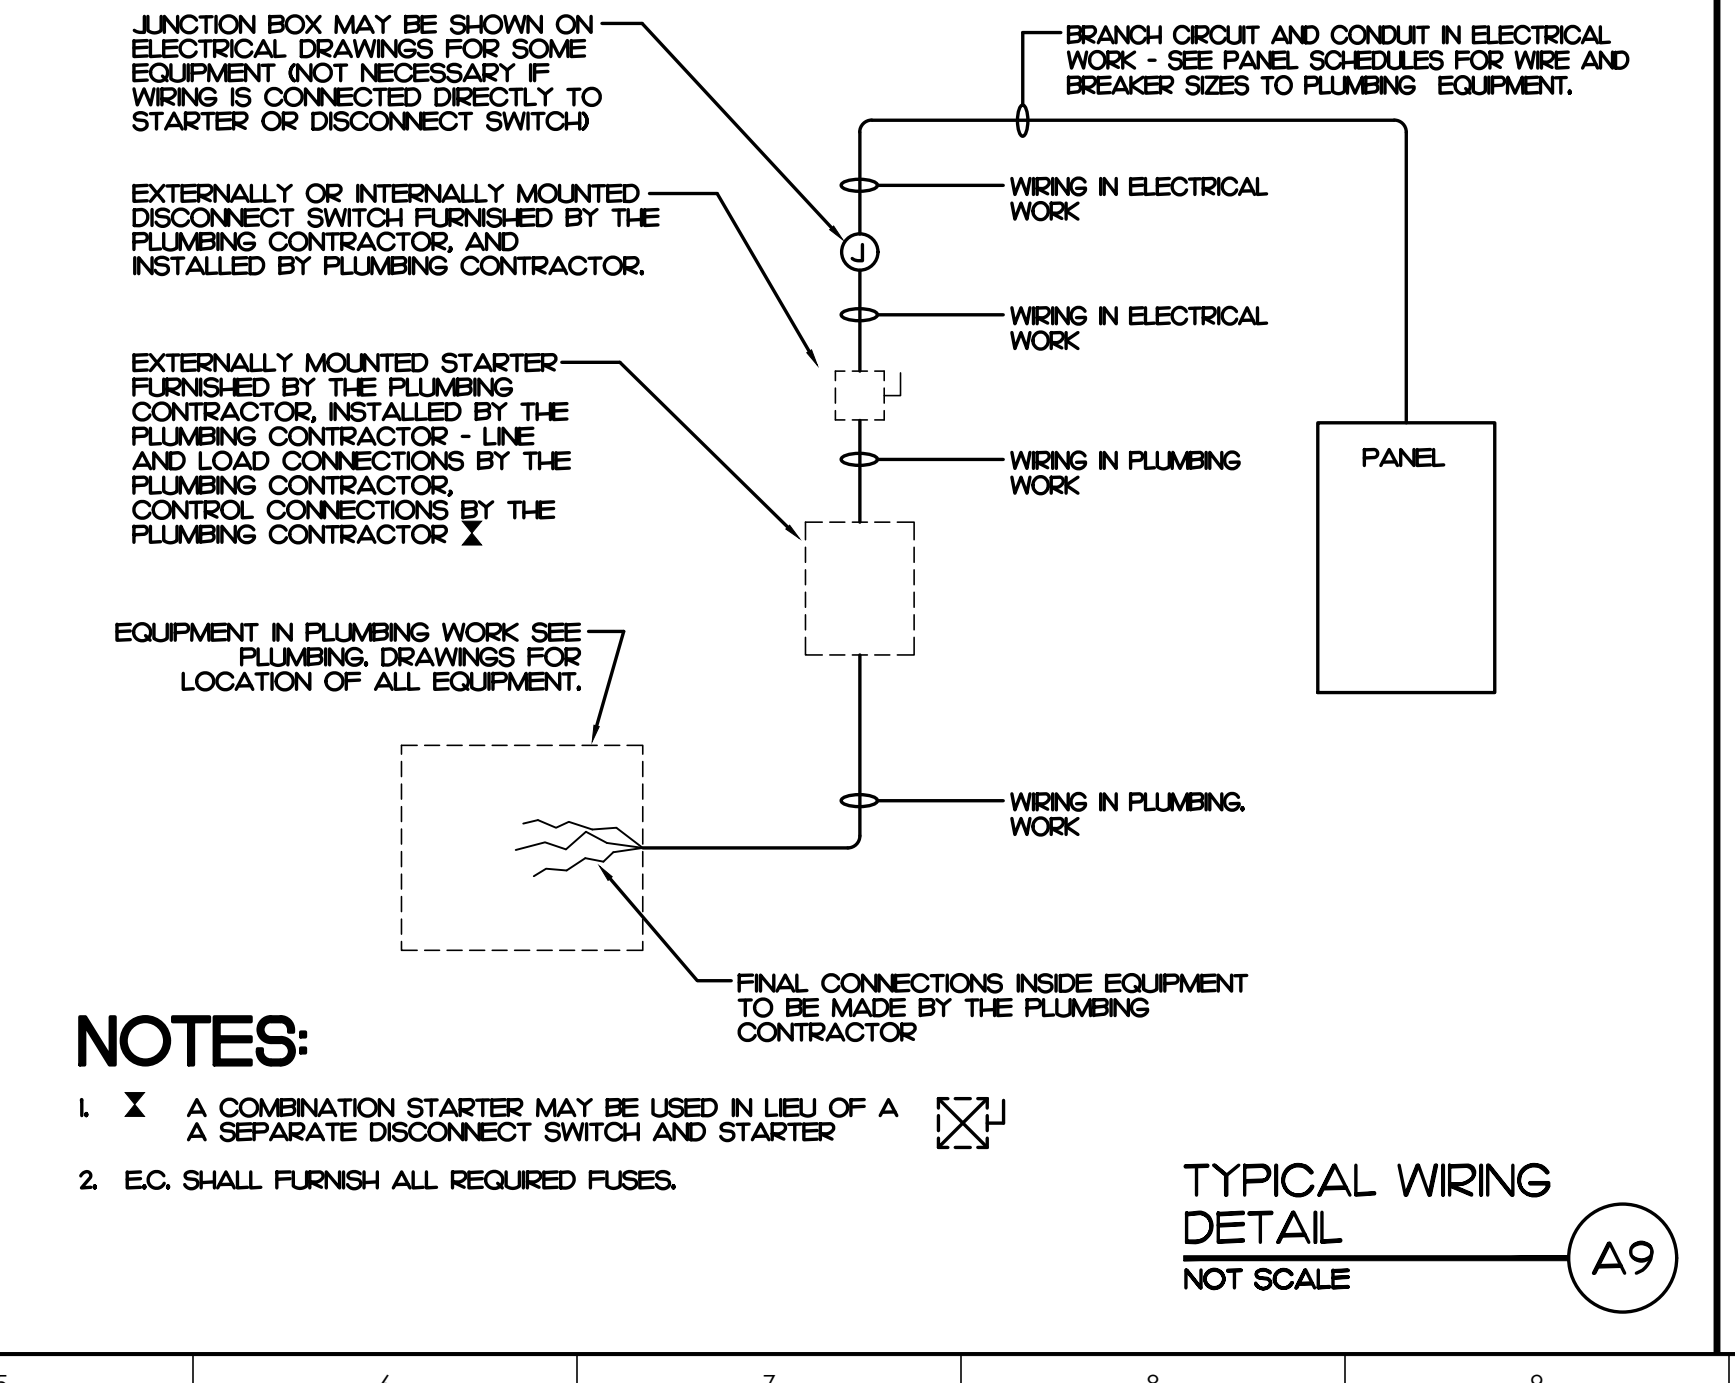 JUNCTION BOX MAY BE SHOWN ON
ELECTRICAL DRAWINGS FOR SOME
EQUIPMENT (NOT NECESSARY IF
WIRING IS CONNECTED DIRECTLY TO
STARTER OR DISCONNECT SWITCH)
BRANCH CIRCUIT AND CONDUIT IN ELECTRICAL
WORK - SEE PANEL SCHEDULES FOR WIRE AND
BREAKER SIZES TO PLUMBING EQUIPMENT.
EXTERNALLY OR INTERNALLY MOUNTED
DISCONNECT SWITCH FURNISHED BY THE
PLUMBING CONTRACTOR, AND
INSTALLED BY PLUMBING CONTRACTOR.
WIRING IN ELECTRICAL
WORK
J
WIRING IN ELECTRICAL
WORK
EXTERNALLY MOUNTED STARTER
FURNISHED BY THE PLUMBING
CONTRACTOR, INSTALLED BY THE
PLUMBING CONTRACTOR - LINE
AND LOAD CONNECTIONS BY THE
PLUMBING CONTRACTOR,
CONTROL CONNECTIONS BY THE
PLUMBING CONTRACTOR
WIRING IN PLUMBING
WORK
PANEL
EQUIPMENT IN PLUMBING WORK SEE
PLUMBING. DRAWINGS FOR
LOCATION OF ALL EQUIPMENT.
WIRING IN PLUMBING.
WORK
FINAL CONNECTIONS INSIDE EQUIPMENT
TO BE MADE BY THE PLUMBING
CONTRACTOR
NOTES:
1. A COMBINATION STARTER MAY BE USED IN LIEU OF A
A SEPARATE DISCONNECT SWITCH AND STARTER
2. E.C. SHALL FURNISH ALL REQUIRED FUSES.
TYPICAL WIRING
DETAIL
NOT SCALE
A9